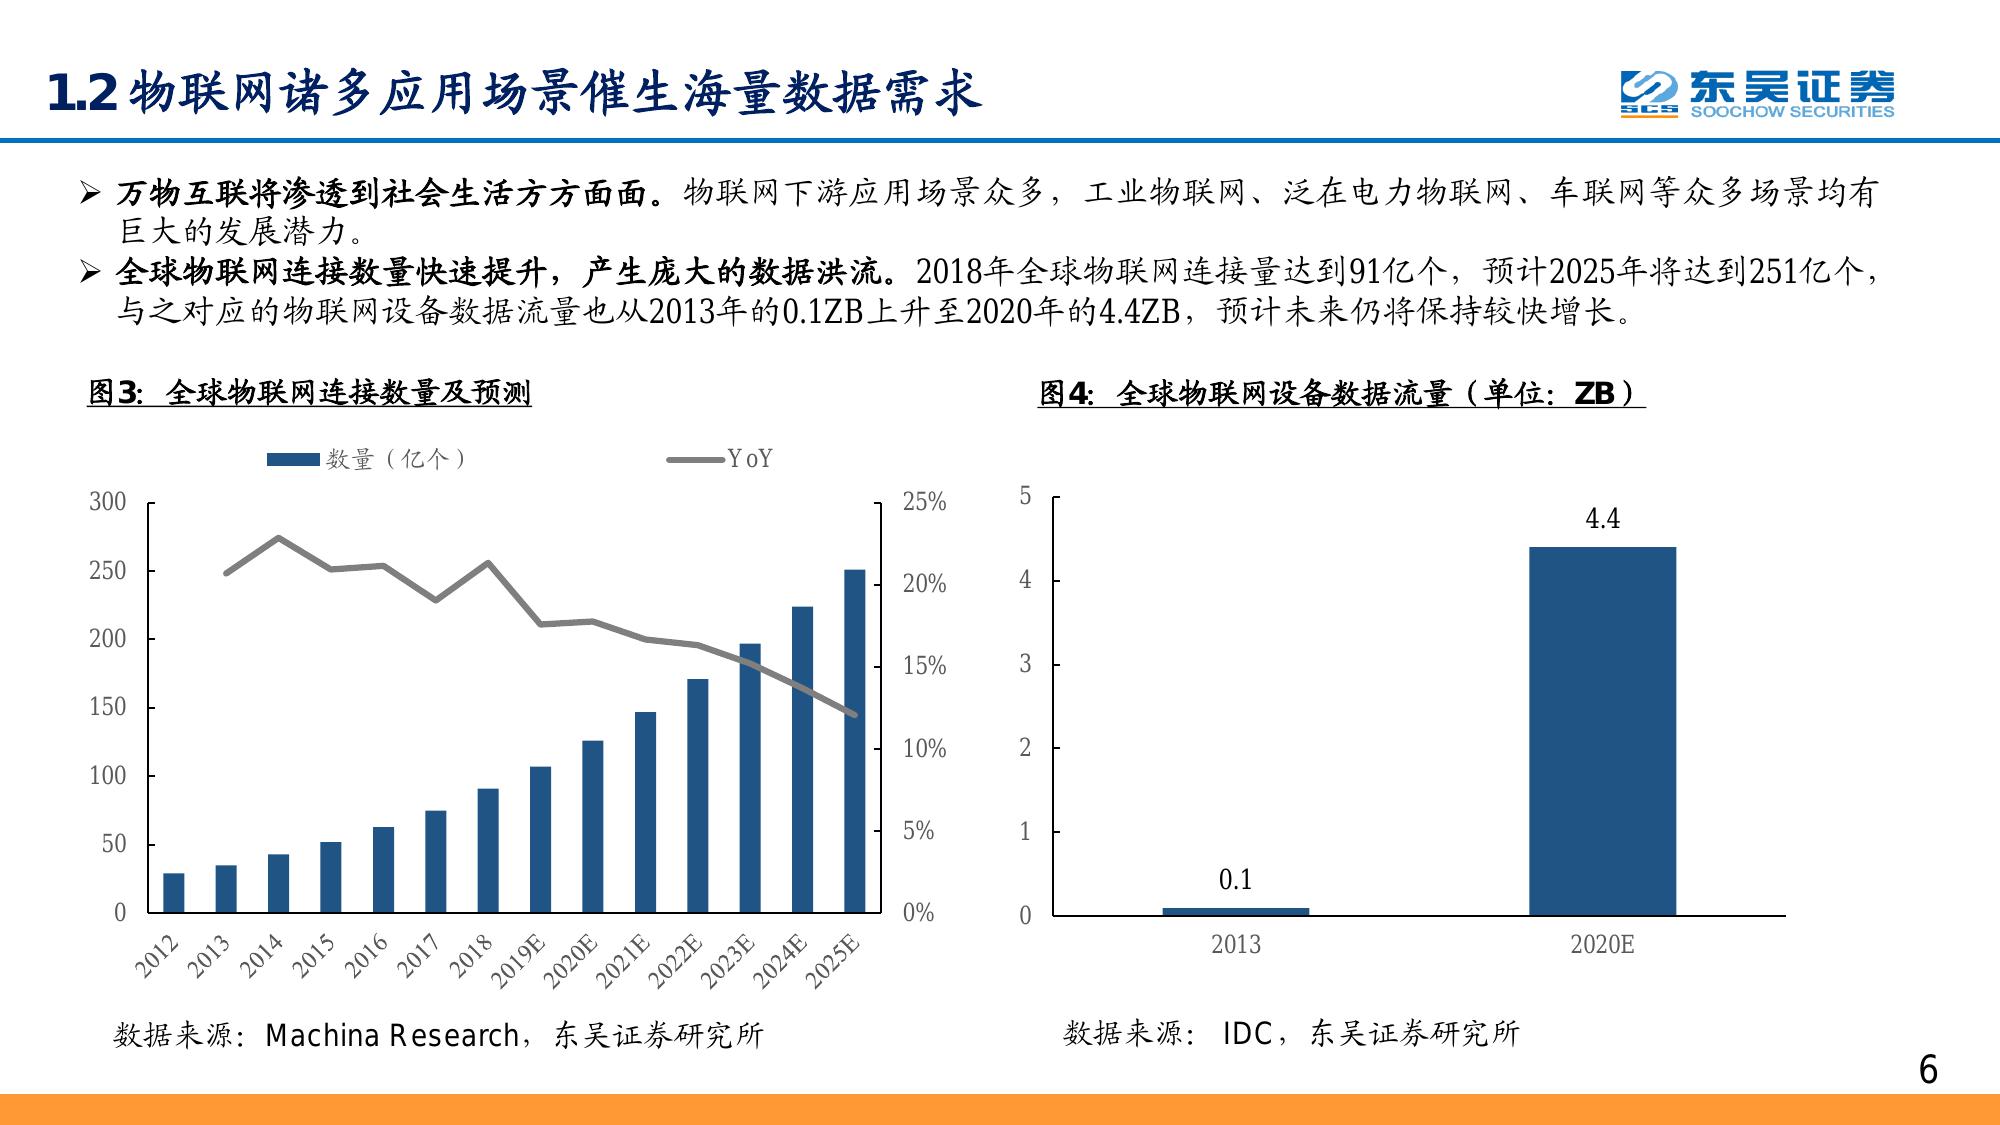 1.2 物联网诸多应用场景催生海量数据需求
东吴证券
SCS SOOCHOW SECURITIES
➢ 万物互联将渗透到社会生活方方面面。物联网下游应用场景众多，工业物联网、泛在电力物联网、车联网等众多场景均有
巨大的发展潜力。
➢ 全球物联网连接数量快速提升，产生庞大的数据洪流。2018年全球物联网连接量达到91亿个，预计2025年将达到251亿个，
与之对应的物联网设备数据流量也从2013年的0.1ZB上升至2020年的4.4ZB，预计未来仍将保持较快增长。
图3：全球物联网连接数量及预测
数量（亿个） YoY
300
250
200
150
100
50
0
25%
20%
15%
10%
5%
0%
2012 2013 2014 2015 2016 2017 2018 2019E 2020E 2021E 2022E 2023E 2024E 2025E
数据来源：Machina Research，东吴证券研究所
图4：全球物联网设备数据流量（单位：ZB）
5
4
3
2
1
0
0.1
4.4
2013 2020E
数据来源： IDC，东吴证券研究所
6